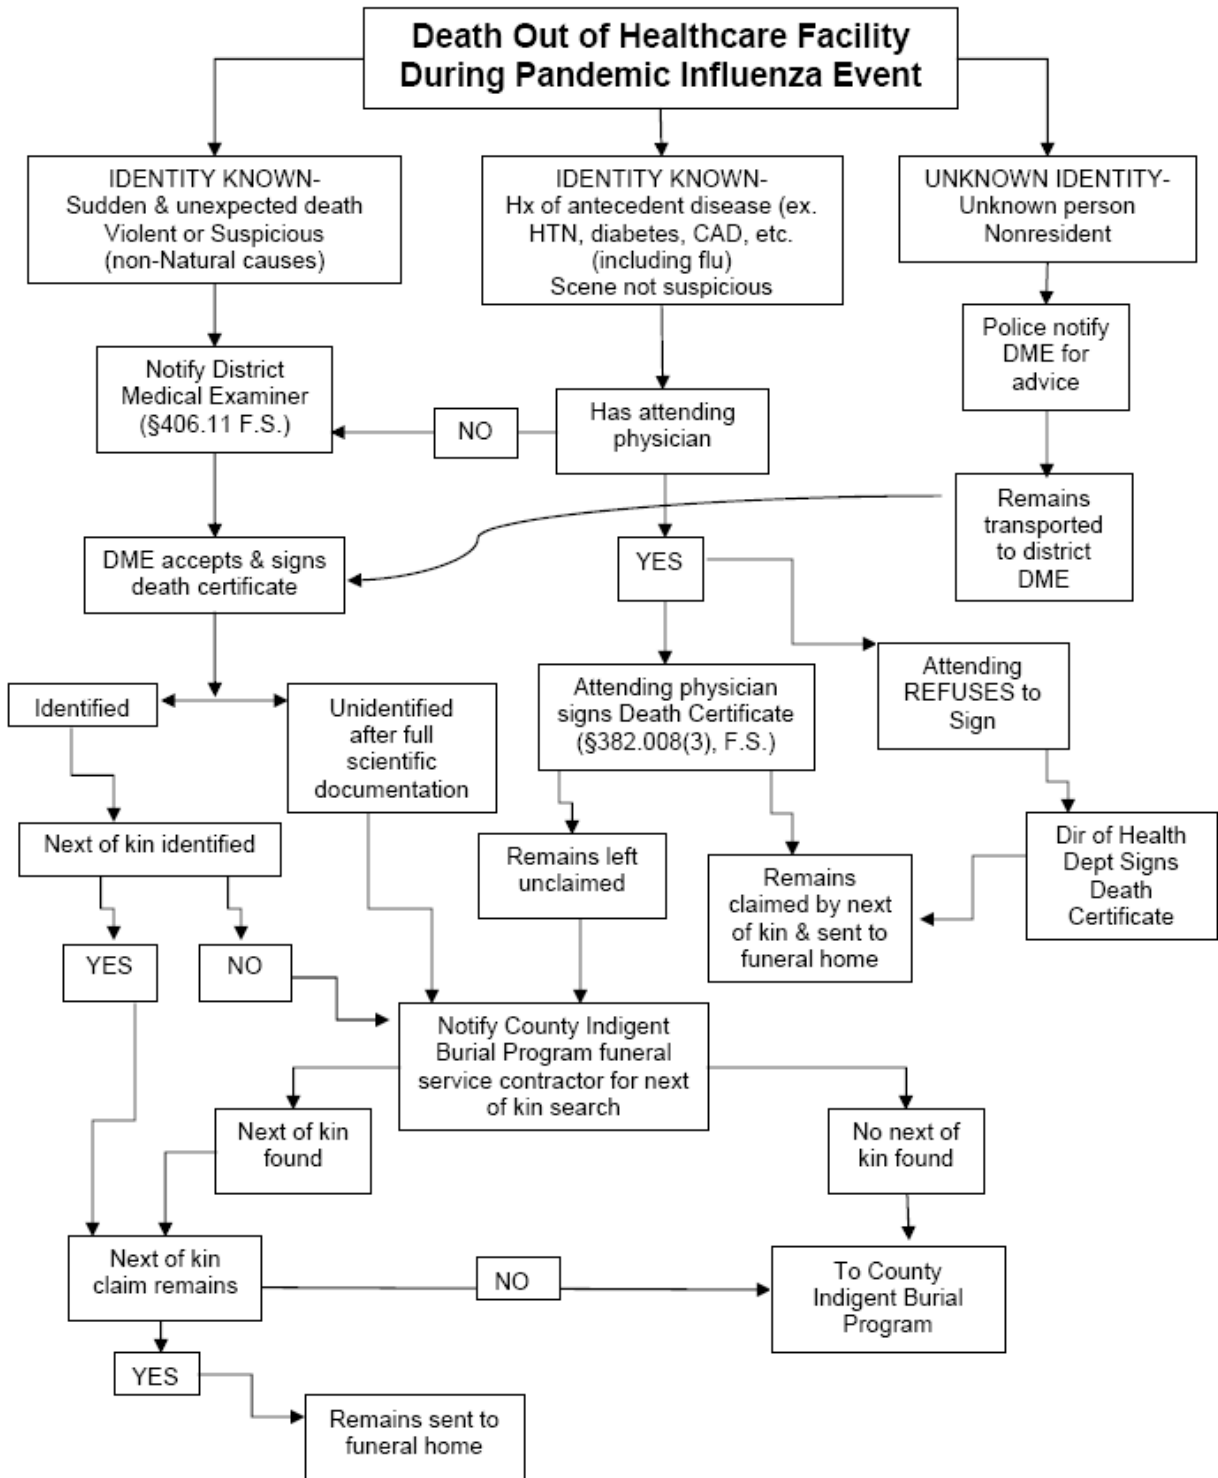 Death Out of Healthcare Facility
During Pandemic Influenza Event
IDENTITY KNOWN-
Sudden & unexpected death
Violent or Suspicious
(non-Natural causes)
IDENTITY KNOWN-
Hx of antecedent disease (ex.
HTN, diabetes, CAD, etc.
(including flu)
Scene not suspicious
UNKNOWN IDENTITY-
Unknown person
Nonresident
Notify District
Medical Examiner
(§406.11 F.S.)
NO
Has attending
physician
Police notify
DME for
advice
Remains
transported
to district
DME
DME accepts & signs
death certificate
YES
Identified
Unidentified
after full
scientific
documentation
Attending physician
signs Death Certificate
(§382.008(3), F.S.)
Attending
REFUSES to
Sign
Next of kin identified
Remains left
unclaimed
Remains
claimed by next
of kin & sent to
funeral home
Dir of Health
Dept Signs
Death
Certificate
YES
NO
Notify County Indigent
Burial Program funeral
service contractor for next
of kin search
Next of kin
found
No next of
kin found
Next of kin
claim remains
NO
To County
Indigent Burial
Program
YES
Remains sent to
funeral home